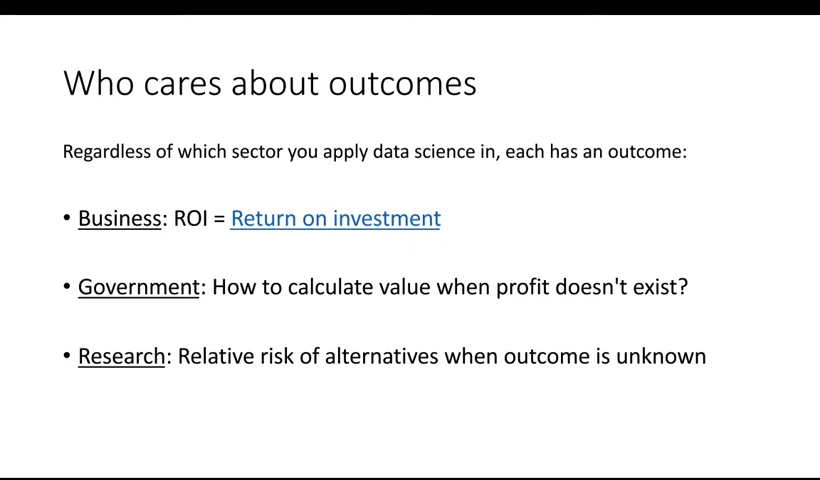 Who cares about outcomes
Regardless of which sector you apply data science in, each has an outcome:
• Business: ROI = Return on investment
• Government: How to calculate value when profit doesn't exist?
• Research: Relative risk of alternatives when outcome is unknown